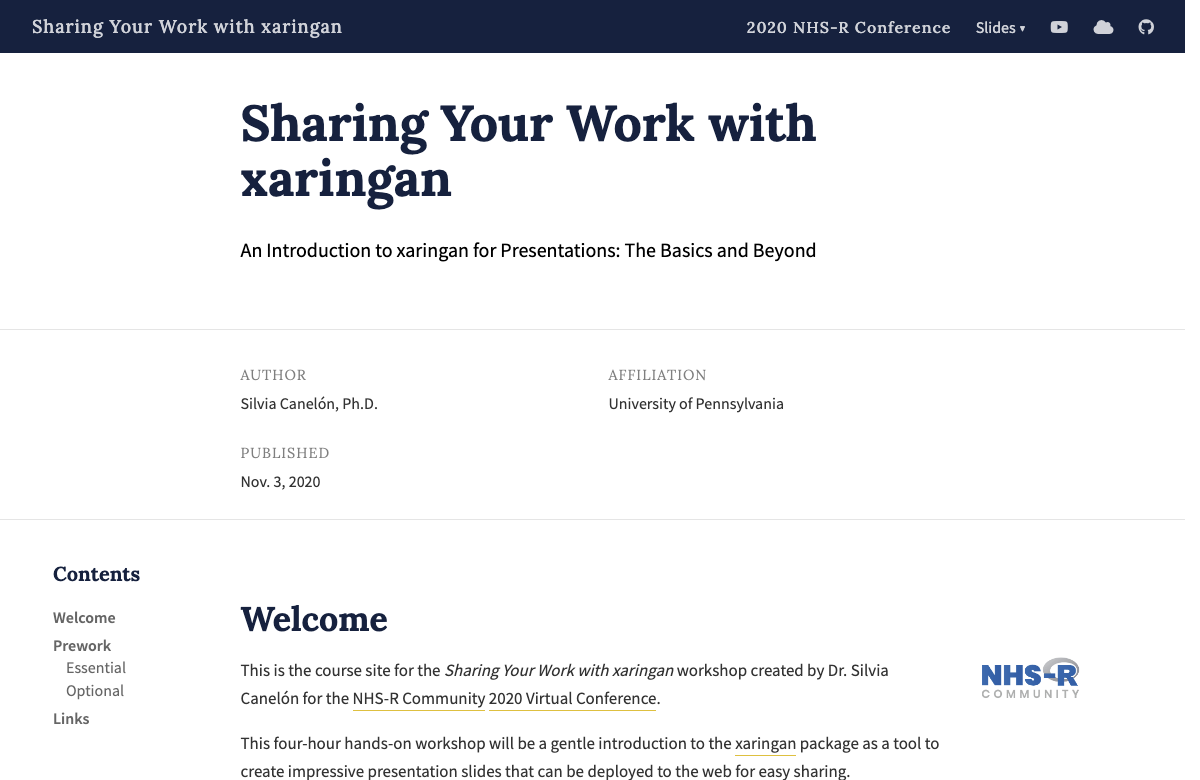 Sharing Your Work with xaringan
2020 NHS-R Conference Slides ▾
Sharing Your Work with
xaringan
An Introduction to xaringan for Presentations: The Basics and Beyond
AUTHOR
Silvia Canelón, Ph.D.
AFFILIATION
University of Pennsylvania
PUBLISHED
Nov. 3, 2020
Contents
Welcome
Prework
Essential
Optional
Links
Welcome
This is the course site for the Sharing Your Work with xaringan workshop created by Dr. Silvia
Canelón for the NHS-R Community 2020 Virtual Conference.
This four-hour hands-on workshop will be a gentle introduction to the xaringan package as a tool to
create impressive presentation slides that can be deployed to the web for easy sharing.
NHS-R
COMMUNITY